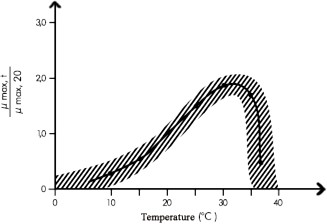 3,0
μ max, t
μ max, 20
2,0
1,0
0
0 10 20 30 40
Temperature (°C)